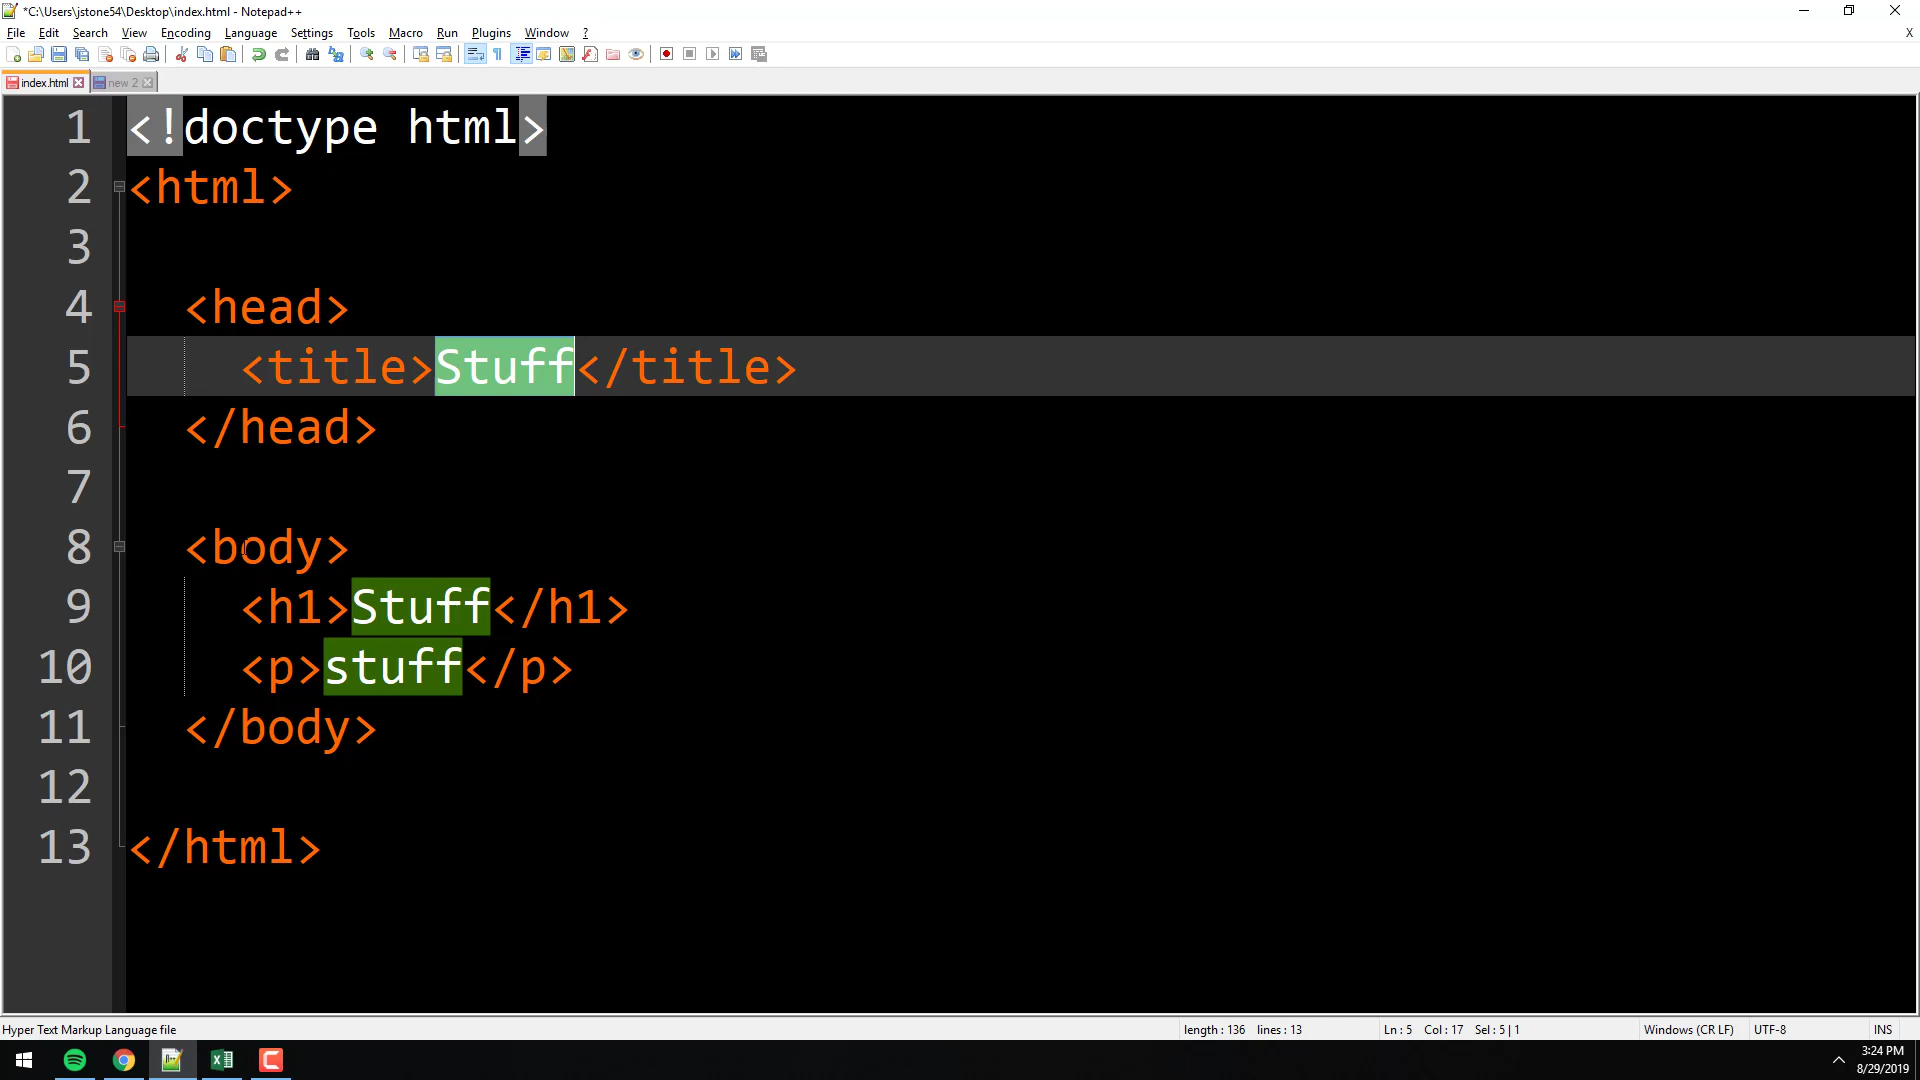 *C:\Users\jstone54\Desktop\index.html - Notepad++
File Edit Search View Encoding Language Settings Tools Macro Run Plugins Window ? X
index.html new 2
1 <!doctype html>
2 <html>
3
4 <head>
5 <title>Stuff</title>
6 </head>
7
8 <body>
9 <h1>Stuff</h1>
10 <p>stuff</p>
11 </body>
12
13 </html>
Hyper Text Markup Language file length : 136 lines : 13 Ln : 5 Col : 17 Sel : 5 | 1 Windows (CR LF) UTF-8 INS
3:24 PM
8/29/2019